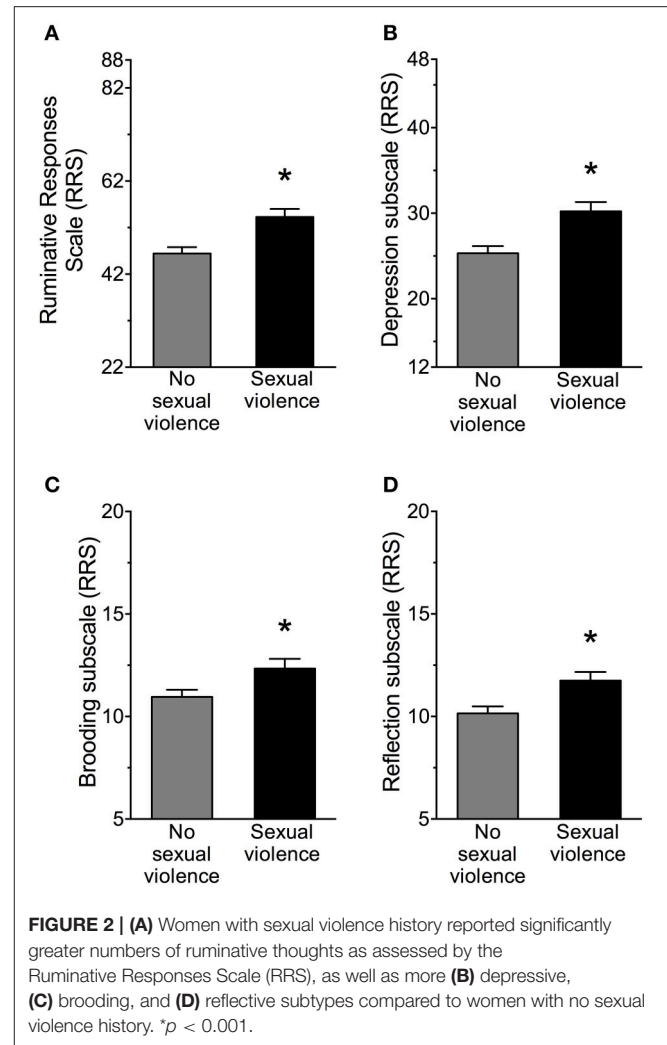 A
88
82
62
42
22
Ruminative Responses
Scale (RRS)
*
No
sexual
violence
Sexual
violence
B
48
40
30
20
12
Depression subscale (RRS)
*
No
sexual
violence
Sexual
violence
C
20
15
10
5
Brooding subscale (RRS)
*
No
sexual
violence
Sexual
violence
D
20
15
10
5
Reflection subscale (RRS)
*
No
sexual
violence
Sexual
violence
FIGURE 2 | (A) Women with sexual violence history reported significantly
greater numbers of ruminative thoughts as assessed by the
Ruminative Responses Scale (RRS), as well as more (B) depressive,
(C) brooding, and (D) reflective subtypes compared to women with no sexual
violence history. *p < 0.001.